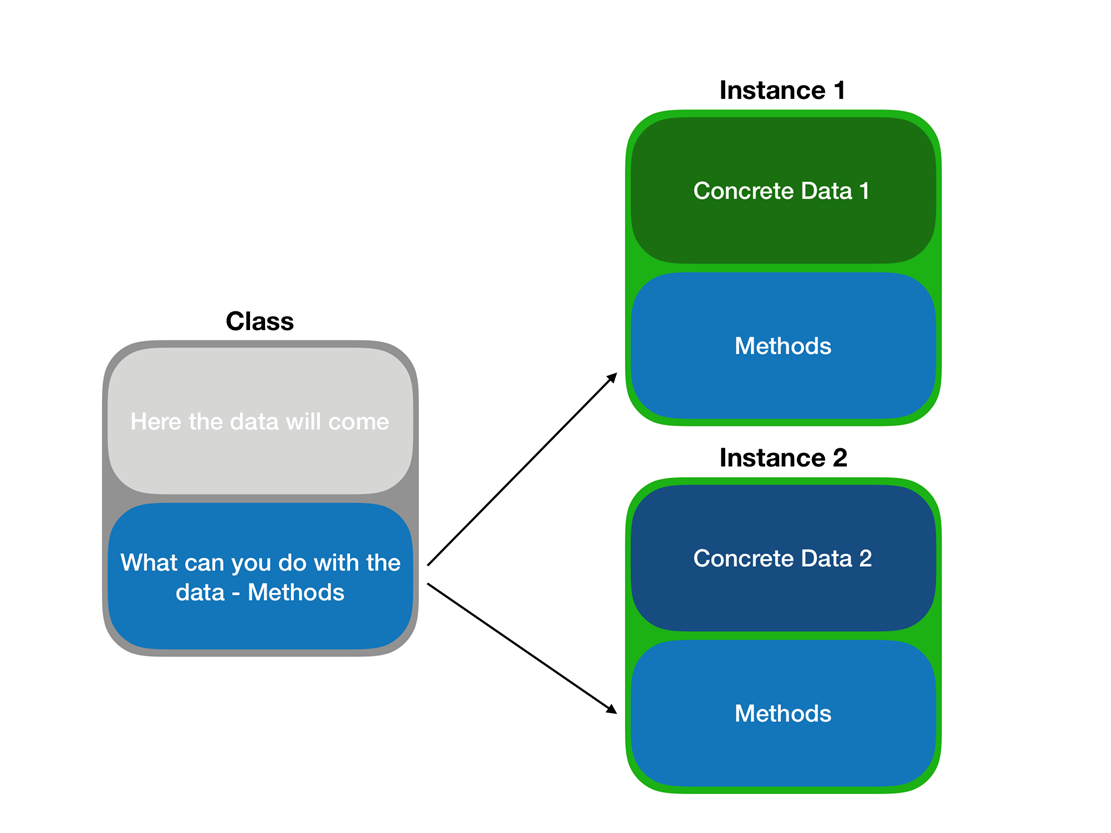 Class
Here the data will come
What can you do with the
data - Methods
Instance 1
Concrete Data 1
Methods
Instance 2
Concrete Data 2
Methods